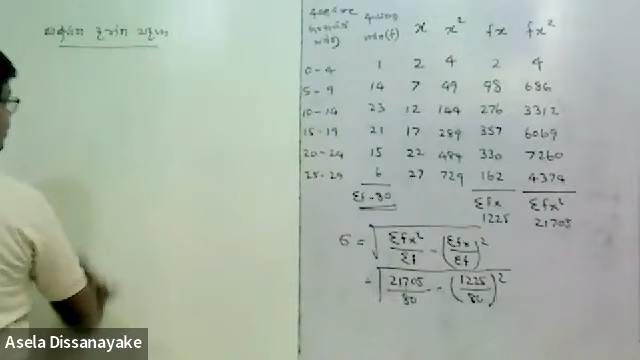 x x² fx fx²
0-4 1 2 4 2 4
5-9 14 7 49 98 686
10-14 23 12 144 276 3312
15-19 21 17 289 357 6069
20-24 15 22 484 330 7260
25-29 6 27 729 162 4374
Σf=80 Σfx Σfx²
1225 21705
σ = √(Σfx²/Σf - (Σfx/Σf)²)
= √(21705/80 - (1225/80)²)
Asela Dissanayake